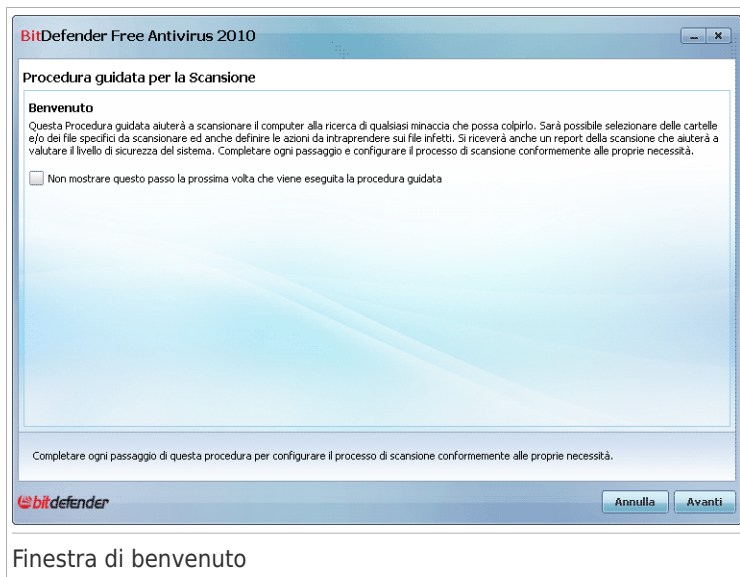 BitDefender Free Antivirus 2010
Procedura guidata per la Scansione
Benvenuto
Questa Procedura guidata aiuterà a scansionare il computer alla ricerca di qualsiasi minaccia che possa colpirlo. Sarà possibile selezionare delle cartelle
e/o dei file specifici da scansionare ed anche definire le azioni da intraprendere sui file infetti. Si riceverà anche un report della scansione che aiuterà a
valutare il livello di sicurezza del sistema. Completare ogni passaggio e configurare il processo di scansione conformemente alle proprie necessità.
Non mostrare questo passo la prossima volta che viene eseguita la procedura guidata
Completare ogni passaggio di questa procedura per configurare il processo di scansione conformemente alle proprie necessità.
bitdefender
Annulla
Avanti
Finestra di benvenuto